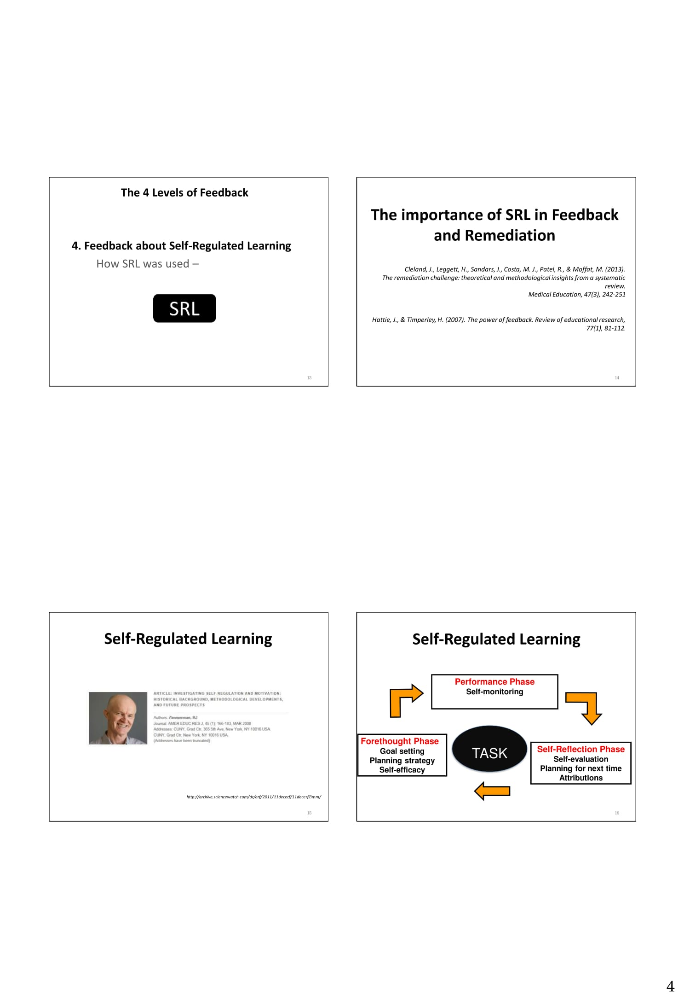 The 4 Levels of Feedback
4. Feedback about Self-Regulated Learning
How SRL was used –
SRL
13
The importance of SRL in Feedback
and Remediation
Cleland, J., Leggett, H., Sandars, J., Costa, M. J., Patel, R., & Moffat, M. (2013).
The remediation challenge: theoretical and methodological insights from a systematic
review.
Medical Education, 47(3), 242-251
Hattie, J., & Timperley, H. (2007). The power of feedback. Review of educational research,
77(1), 81-112.
14
Self-Regulated Learning
ARTICLE: INVESTIGATING SELF-REGULATION AND MOTIVATION:
HISTORICAL BACKGROUND, METHODOLOGICAL DEVELOPMENTS,
AND FUTURE PROSPECTS
Authors: Zimmerman, BJ
Journal: AMER EDUC RES J, 45 (1): 166-183, MAR 2008
Addresses: CUNY, Grad Ctr, 365 5th Ave, New York, NY 10016 USA.
CUNY, Grad Ctr, New York, NY 10016 USA.
(Addresses have been truncated)
http://archive.sciencewatch.com/dr/erf/2011/11decerf/11decerfZimm/
15
Self-Regulated Learning
Performance Phase
Self-monitoring
Forethought Phase
Goal setting
Planning strategy
Self-efficacy
TASK
Self-Reflection Phase
Self-evaluation
Planning for next time
Attributions
16
4